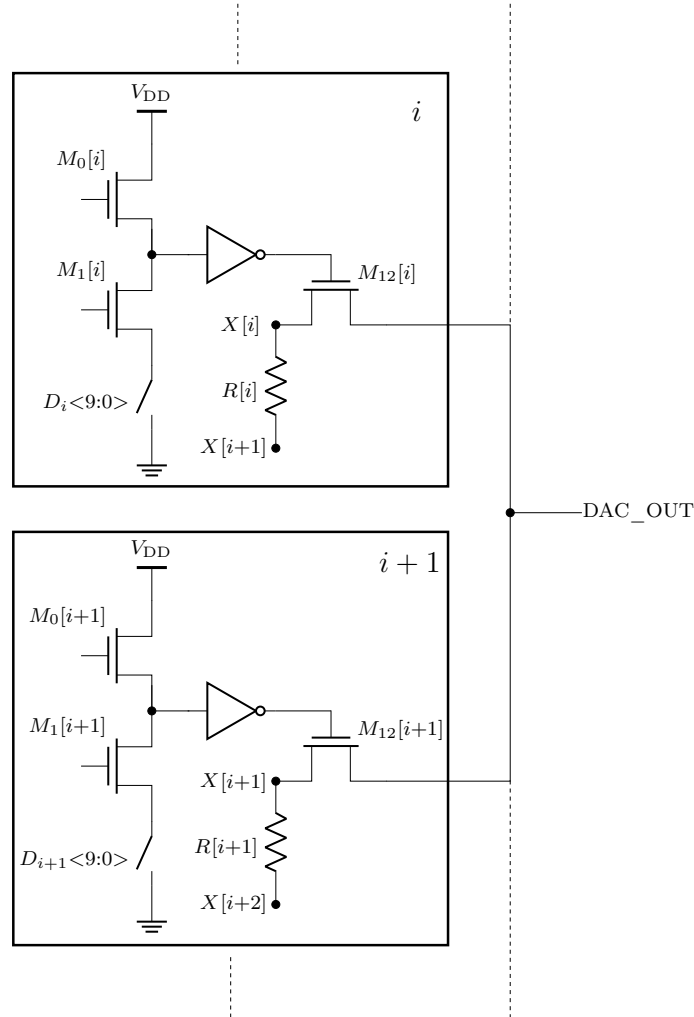 V_DD
i
M_0[i]
M_1[i]
M_12[i]
X[i]
R[i]
D_i<9:0>
X[i+1]
DAC_OUT
V_DD
i + 1
M_0[i+1]
M_1[i+1]
M_12[i+1]
X[i+1]
R[i+1]
D_{i+1}<9:0>
X[i+2]